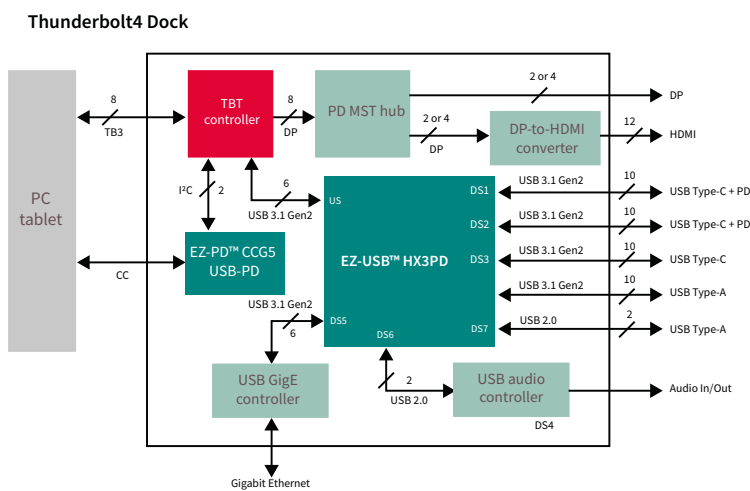 Thunderbolt4 Dock
PC
tablet
8
TB3
TBT
controller
8
DP
PD MST hub
2 or 4
DP
2 or 4
DP
DP-to-HDMI
converter
12
HDMI
I²C
2
6
USB 3.1 Gen2
US
EZ-USB™ HX3PD
DS1
USB 3.1 Gen2
10
USB Type-C + PD
DS2
USB 3.1 Gen2
10
USB Type-C + PD
DS3
USB 3.1 Gen2
10
USB Type-C
USB 3.1 Gen2
10
USB Type-A
DS7
USB 2.0
2
USB Type-A
EZ-PD™ CCG5
USB-PD
CC
USB 3.1 Gen2
6
DS5
DS6
2
USB 2.0
USB GigE
controller
USB audio
controller
DS4
Audio In/Out
Gigabit Ethernet